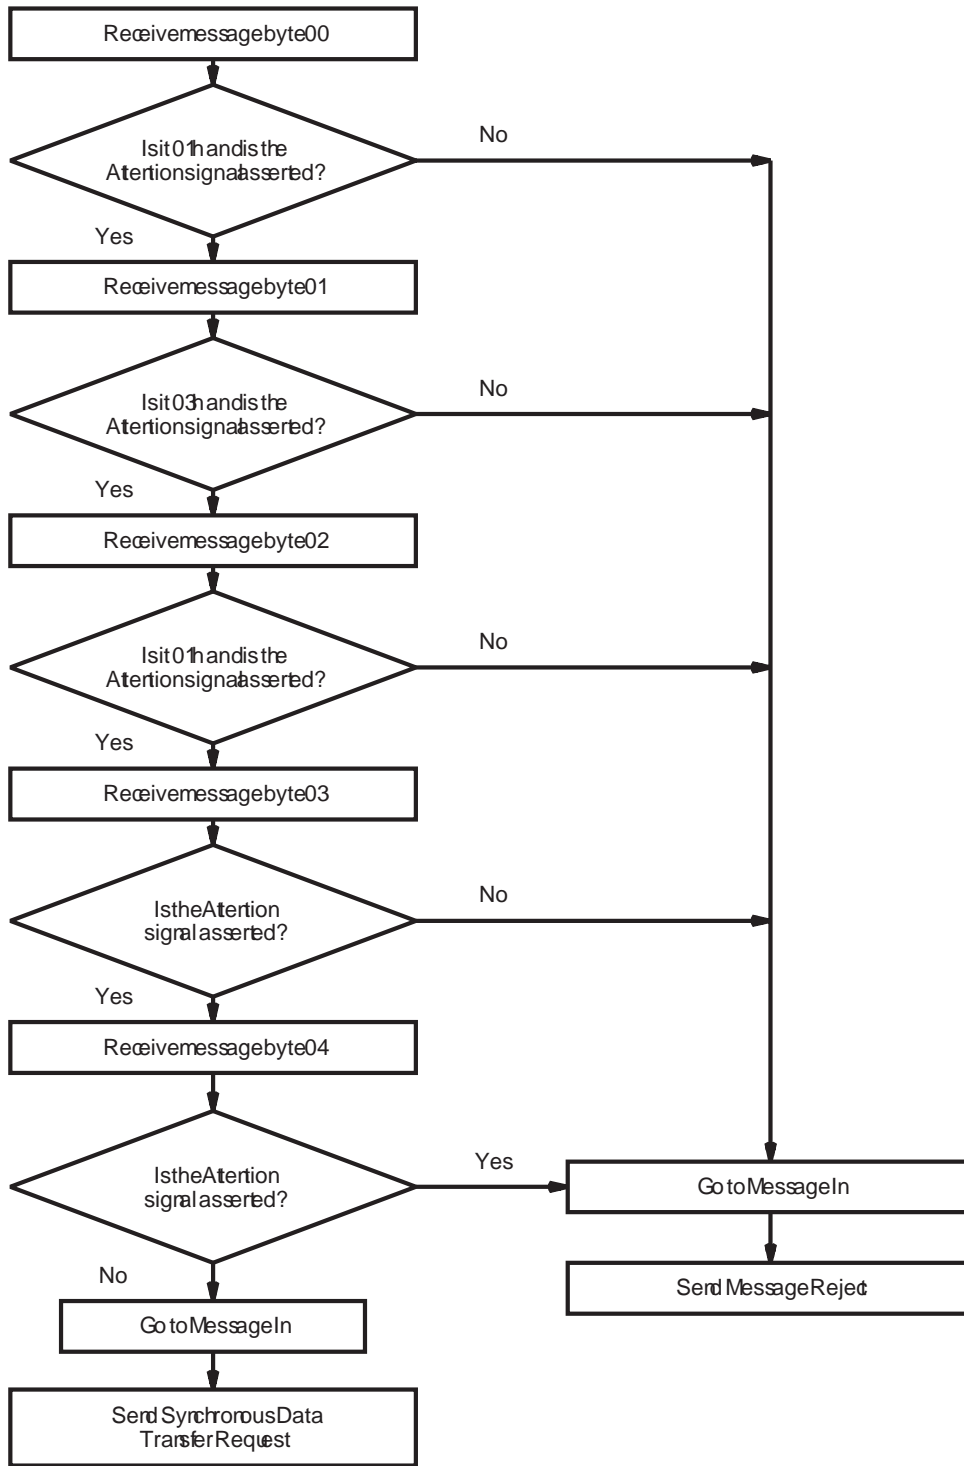 Receive message byte 00
Is it 01h and is the
Attention signal asserted?
No
Yes
Receive message byte 01
Is it 03h and is the
Attention signal asserted?
No
Yes
Receive message byte 02
Is it 01h and is the
Attention signal asserted?
No
Yes
Receive message byte 03
Is the Attention
signal asserted?
No
Yes
Receive message byte 04
Is the Attention
signal asserted?
Yes
Go to Message In
No
Send Message Reject
Go to Message In
Send Synchronous Data
Transfer Request